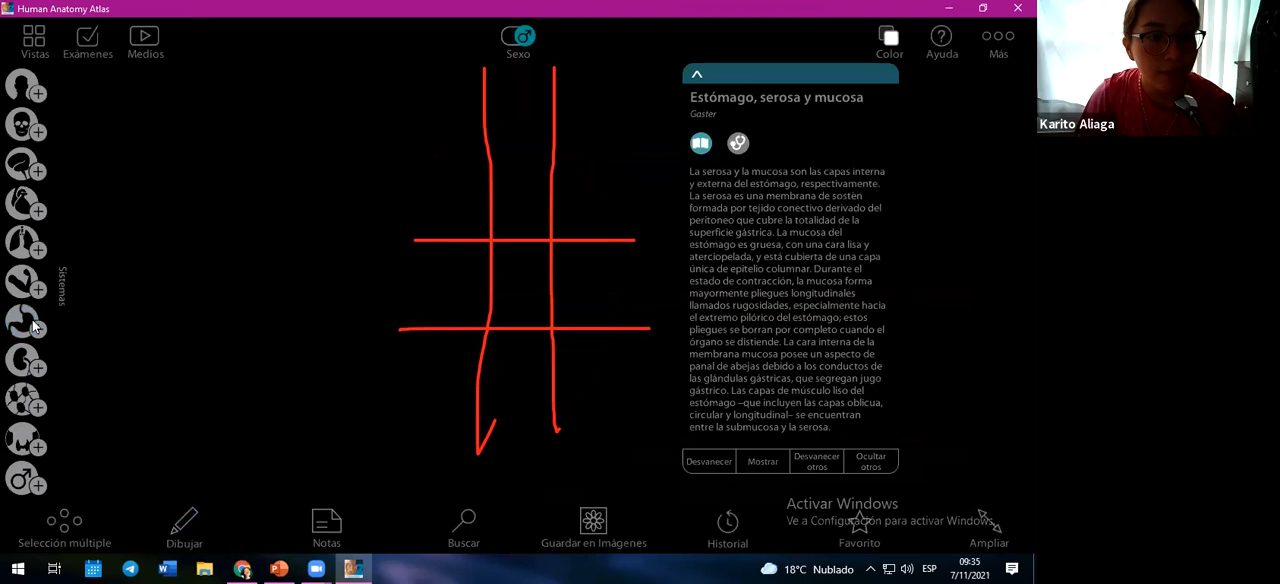 Human Anatomy Atlas
Vistas
Exámenes
Medios
Sexo
Color
Ayuda
Más
Karito Aliaga
Estómago, serosa y mucosa
Gaster
La serosa y la mucosa son las capas interna
y externa del estómago, respectivamente.
La serosa es una membrana de sostèn
formada por tejido conectivo derivado del
peritoneo que cubre la totalidad de la
superficie gástrica. La mucosa del
estómago es gruesa, con una cara lisa y
aterciopelada, y está cubierta de una capa
única de epitelio columnar. Durante el
estado de contracción, la mucosa forma
mayormente pliegues longitudinales
llamados rugosidades, especialmente hacia
el extremo pilórico del estómago; estos
pliegues se borran por completo cuando el
órgano se distiende. La cara interna de la
membrana mucosa posee un aspecto de
panal de abejas debido a los conductos de
las glándulas gástricas, que segregan jugo
gástrico. Las capas de músculo liso del
estómago –que incluyen las capas oblicua,
circular y longitudinal– se encuentran
entre la submucosa y la serosa.
Sistemas
Desvanecer
Mostrar
Desvanecer
otros
Ocultar
otros
Activar Windows
Ve a Configuración para activar Windows.
Selección múltiple
Dibujar
Notas
Buscar
Guardar en Imágenes
Historial
Favorito
Ampliar
18°C Nublado
ESP
09:35
7/11/2021